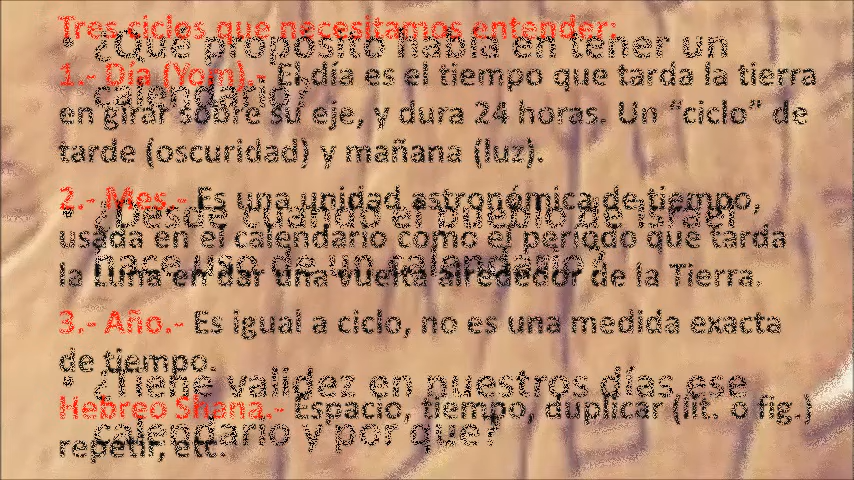 Tres ciclos que necesitamos entender:
• ¿Qué propósito había en tener un
1.- Día (Yom).- El día es el tiempo que tarda la tierra
calendario?
en girar sobre su eje, y dura 24 horas. Un “ciclo” de
tarde (oscuridad) y mañana (luz).
2.- Mes.- Es una unidad astronómica de tiempo,
• ¿Desde cuando el pueblo de Israel
usada en el calendario como el periodo que tarda
hace uso de un calendario?
la Luna en dar una vuelta alrededor de la Tierra.
3.- Año.- Es igual a ciclo, no es una medida exacta
de tiempo.
• ¿Tiene validez en nuestros días ese
Hebreo Shana.- Espacio, tiempo, duplicar (lit. o fig.)
calendario y por que?
repetir, etc.